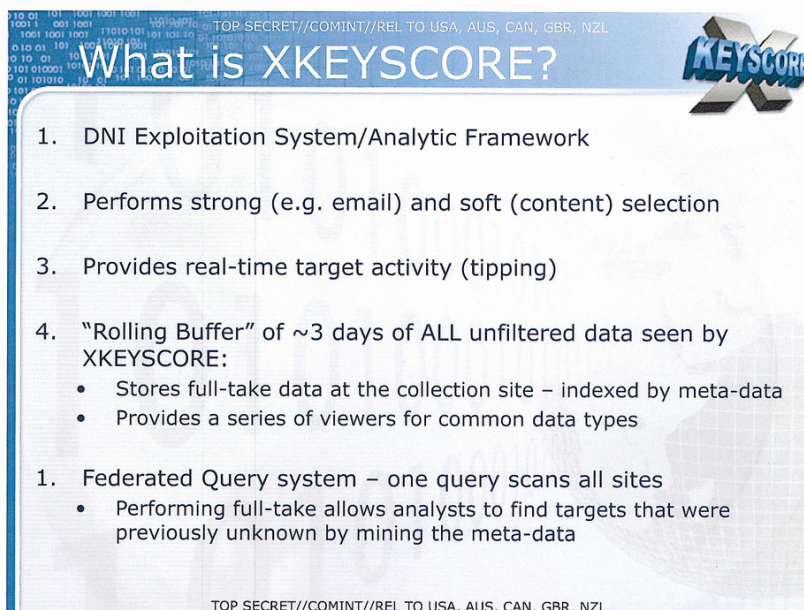 TOP SECRET//COMINT//REL TO USA, AUS, CAN, GBR, NZL
What is XKEYSCORE?
KEYSCORE
1. DNI Exploitation System/Analytic Framework
2. Performs strong (e.g. email) and soft (content) selection
3. Provides real-time target activity (tipping)
4. “Rolling Buffer” of ~3 days of ALL unfiltered data seen by
XKEYSCORE:
• Stores full-take data at the collection site – indexed by meta-data
• Provides a series of viewers for common data types
1. Federated Query system – one query scans all sites
• Performing full-take allows analysts to find targets that were
previously unknown by mining the meta-data
TOP SECRET//COMINT//REL TO USA, AUS, CAN, GBR, NZL